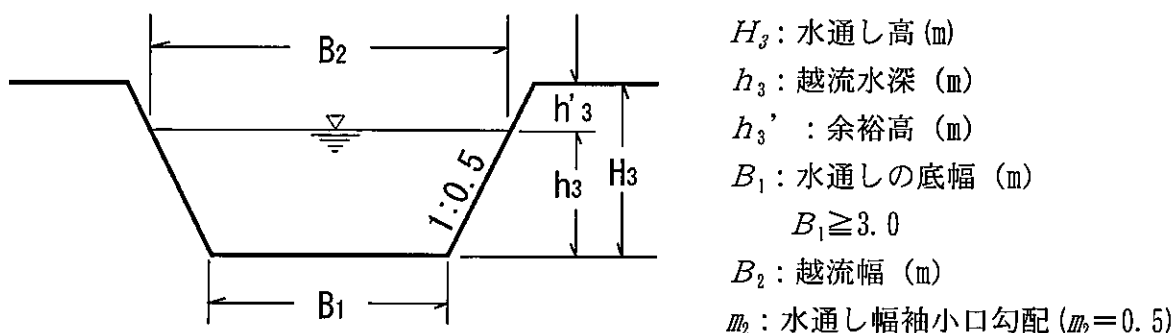 B₂
h'₃
h₃
H₃
1:0.5
B₁
H₃：水通し高(m)
h₃：越流水深 (m)
h₃'：余裕高 (m)
B₁：水通しの底幅 (m)
B₁≧3.0
B₂：越流幅 (m)
m₂：水通し幅袖小口勾配(m₂＝0.5)